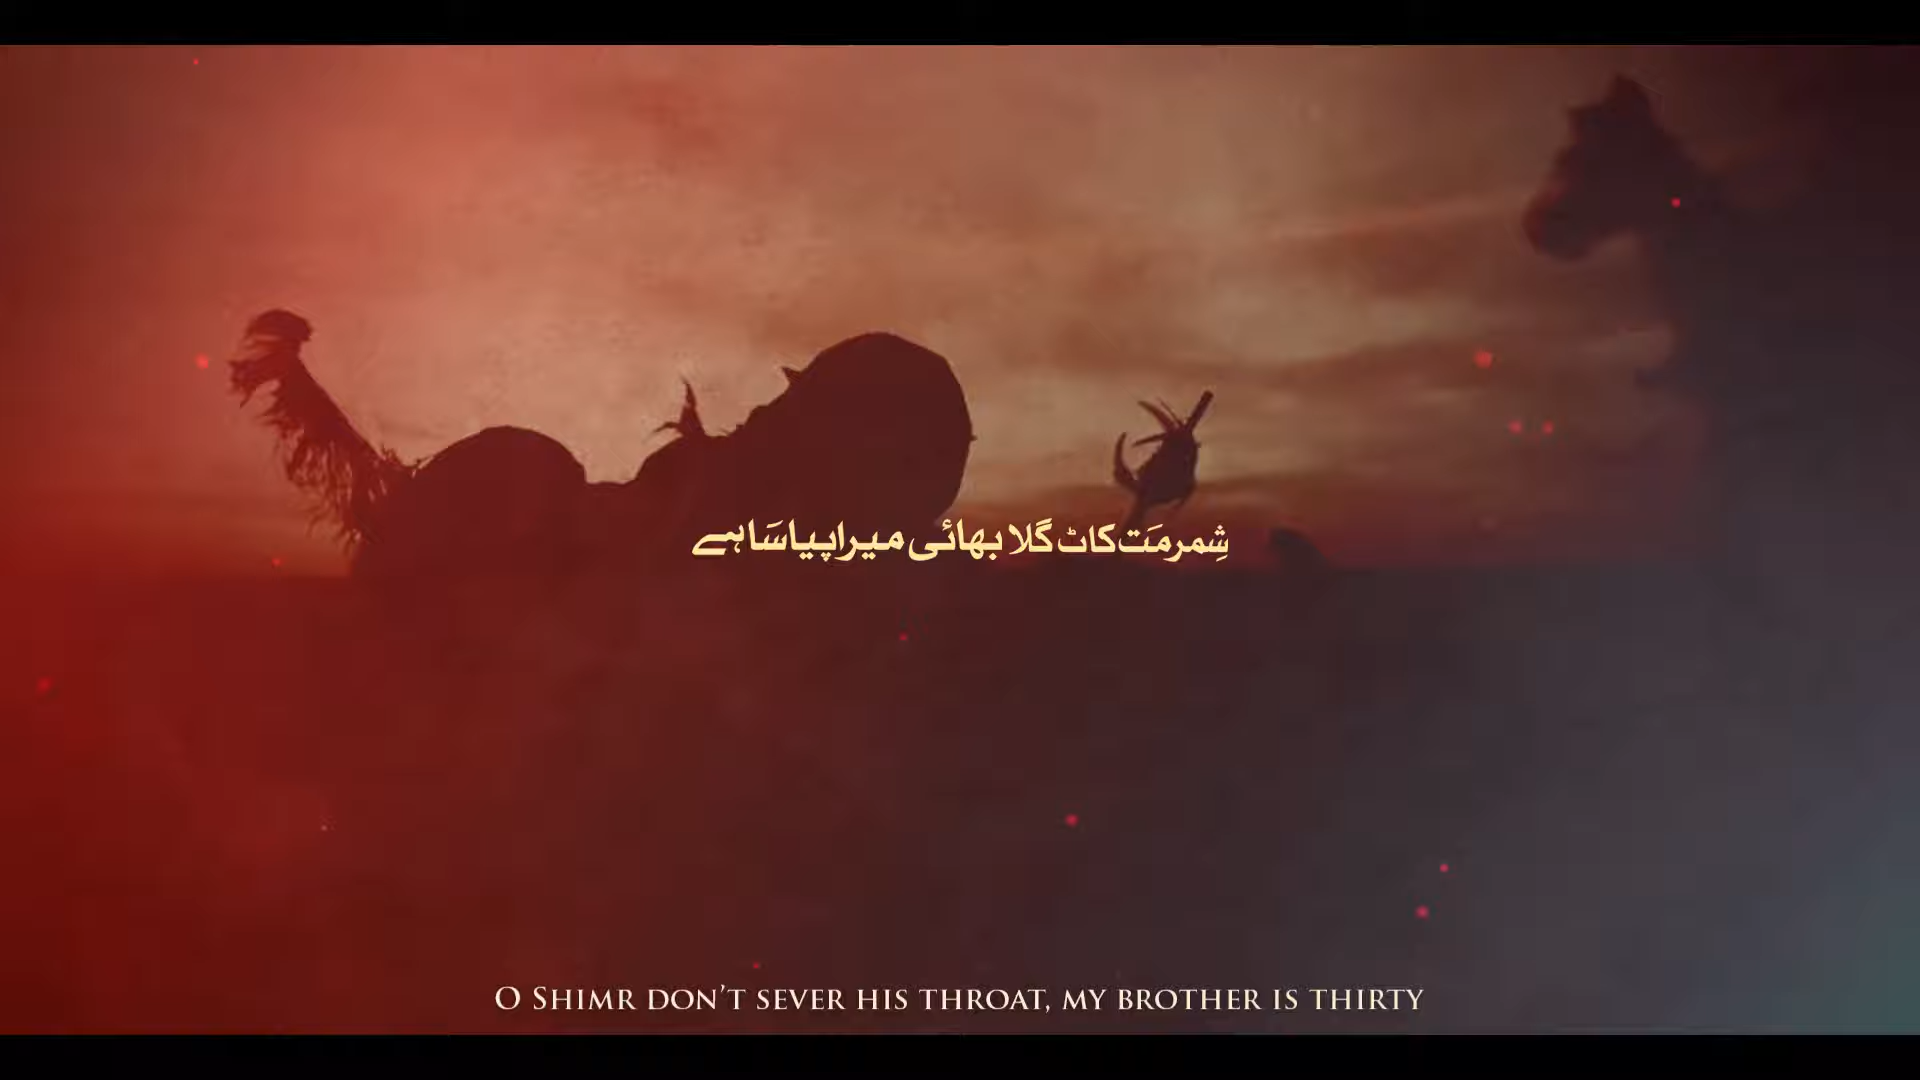 شِمر مَت کاٹ گلا بھائی میرا پیاسَا ہے
O SHIMR DON'T SEVER HIS THROAT, MY BROTHER IS THIRTY